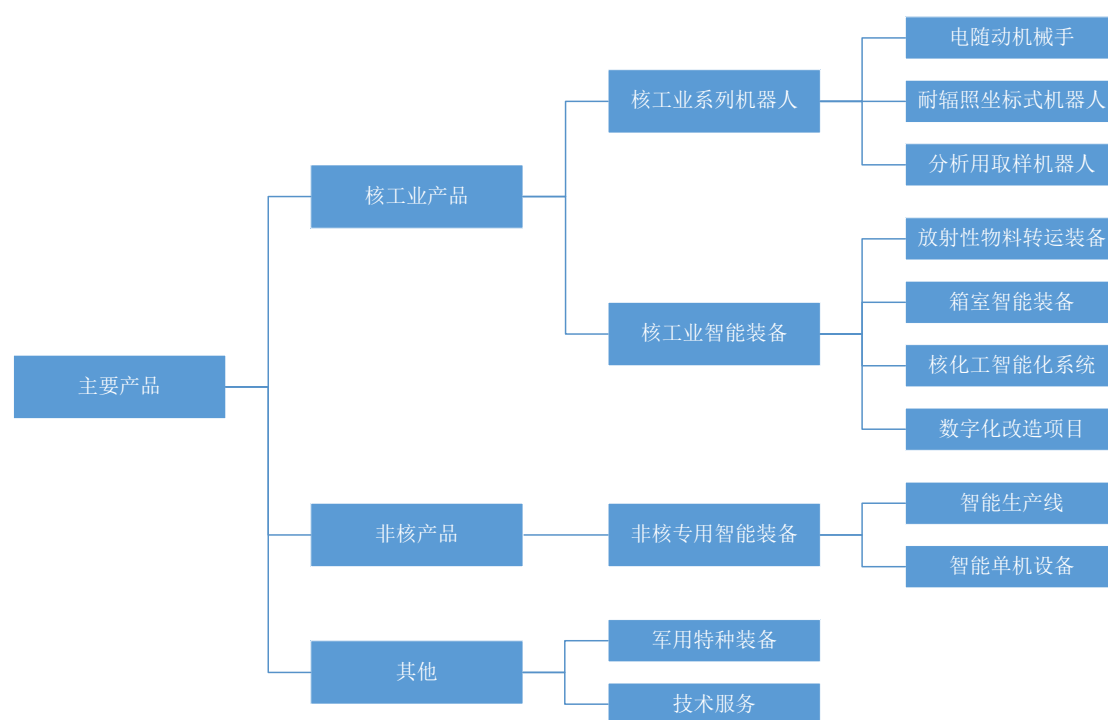 主要产品
核工业产品
核工业系列机器人
电随动机械手
耐辐照坐标式机器人
分析用取样机器人
核工业智能装备
放射性物料转运装备
箱室智能装备
核化工智能化系统
数字化改造项目
非核产品
非核专用智能装备
智能生产线
智能单机设备
其他
军用特种装备
技术服务